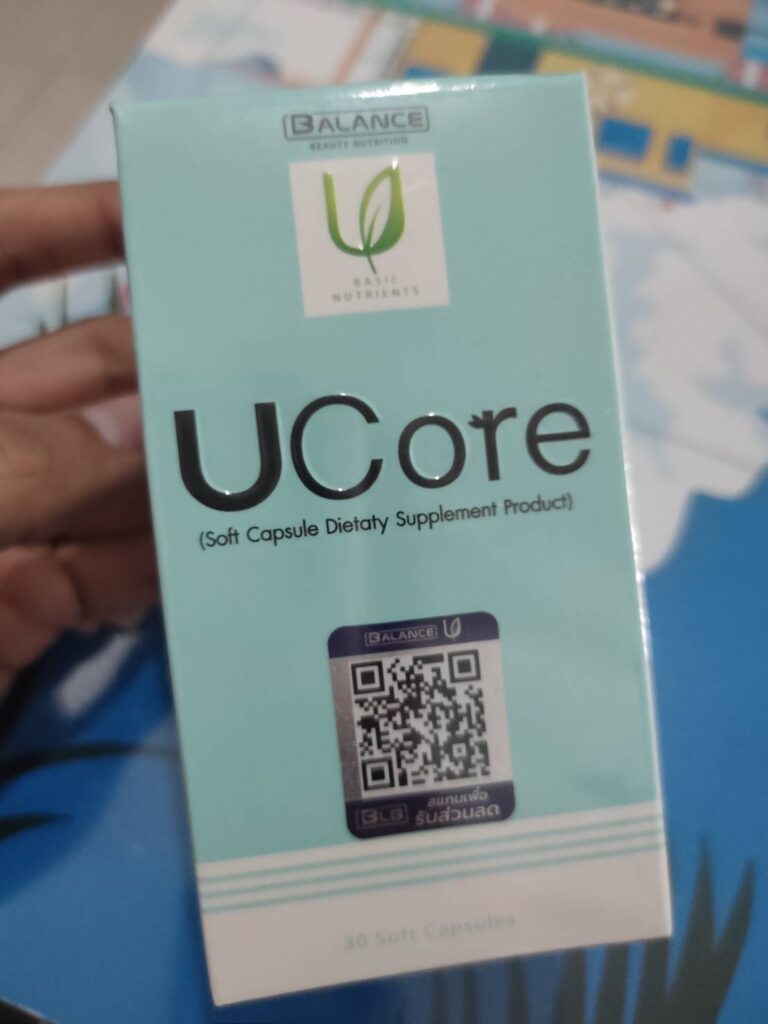 BALANCE
BEAUTY NUTRITION
U
BASIC
NUTRIENTS
UCore
(Soft Capsule Dietaty Supplement Product)
BALANCE U
BLB
สแกนเพื่อ
รับส่วนลด
30 Soft Capsules